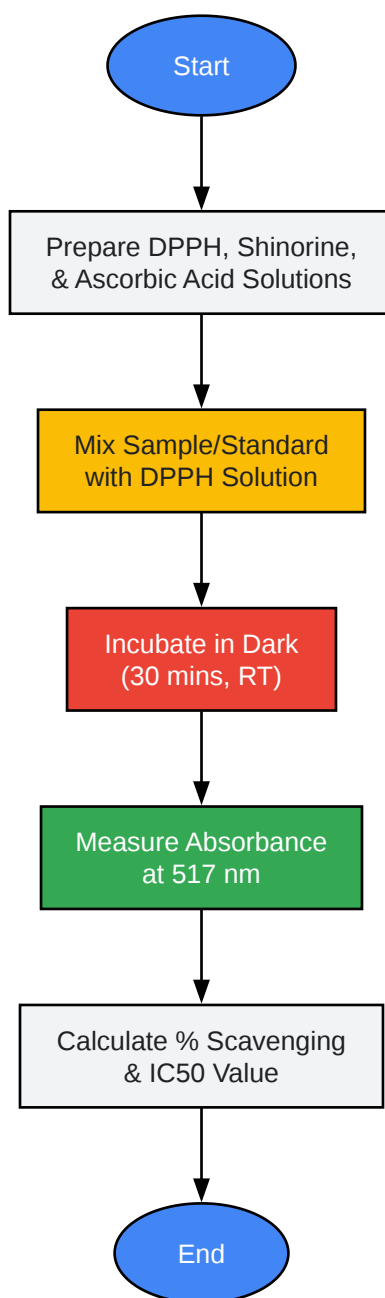 Start
Prepare DPPH, Shinorine,
& Ascorbic Acid Solutions
Mix Sample/Standard
with DPPH Solution
Incubate in Dark
(30 mins, RT)
Measure Absorbance
at 517 nm
Calculate % Scavenging
& IC50 Value
End